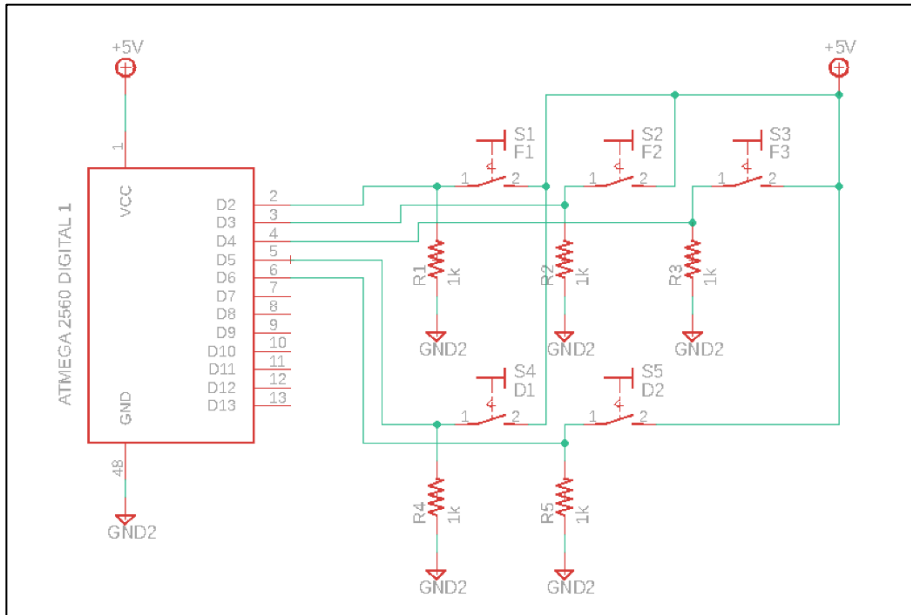 +5V
+5V
1
VCC
ATMEGA 2560 DIGITAL 1
D2 2
D3 3
D4 4
D5 5
D6 6
D7 7
D8 8
D9 9
D10 10
D11 11
D12 12
D13 13
GND
48
GND2
S1
F1
1 2
S2
F2
1 2
S3
F3
1 2
R1 1k
R2 1k
R3 1k
GND2
GND2
GND2
S4
D1
1 2
S5
D2
1 2
R4 1k
R5 1k
GND2
GND2